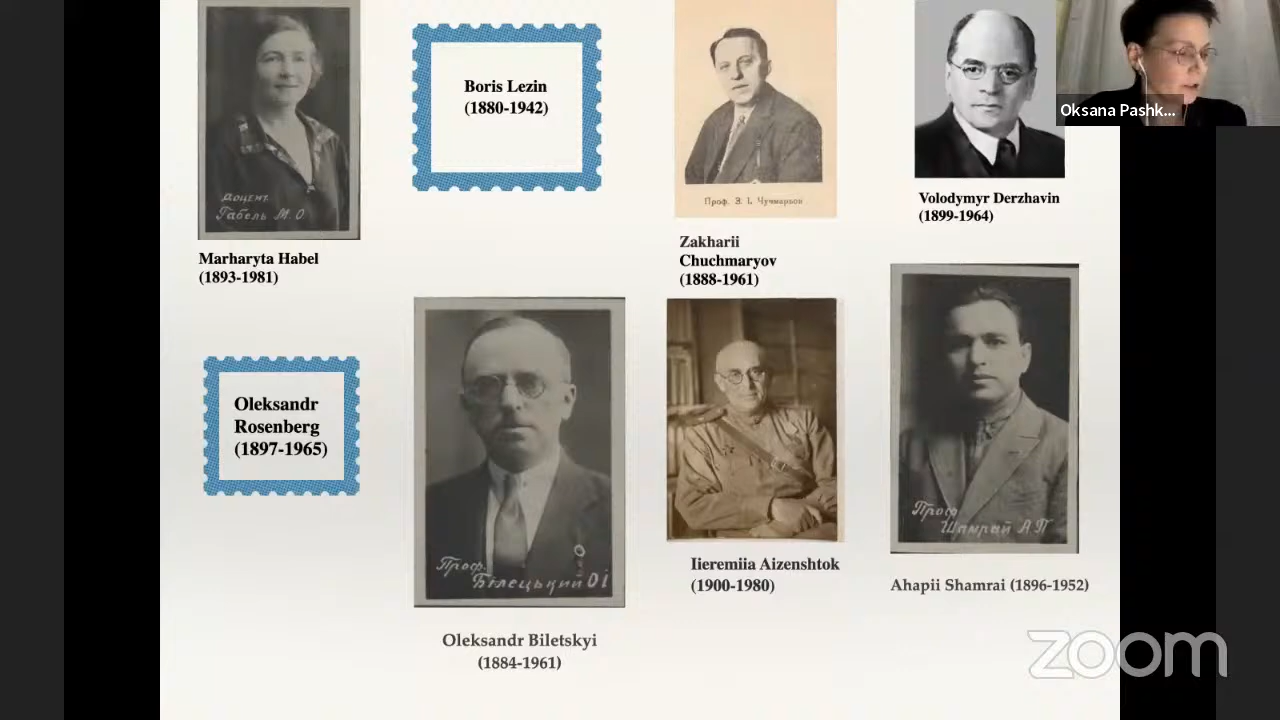 доцент.
Габель М. О.
Marharyta Habel
(1893-1981)
Boris Lezin
(1880-1942)
Проф. З. І. Чучмарьов
Zakharii
Chuchmaryov
(1888-1961)
Volodymyr Derzhavin
(1899-1964)
Oksana Pashk...
Oleksandr
Rosenberg
(1897-1965)
Проф.
Білецький О І
Oleksandr Biletskyi
(1884-1961)
Iieremiia Aizenshtok
(1900-1980)
Проф
Шамрай А П
Ahapii Shamrai (1896-1952)
zoom